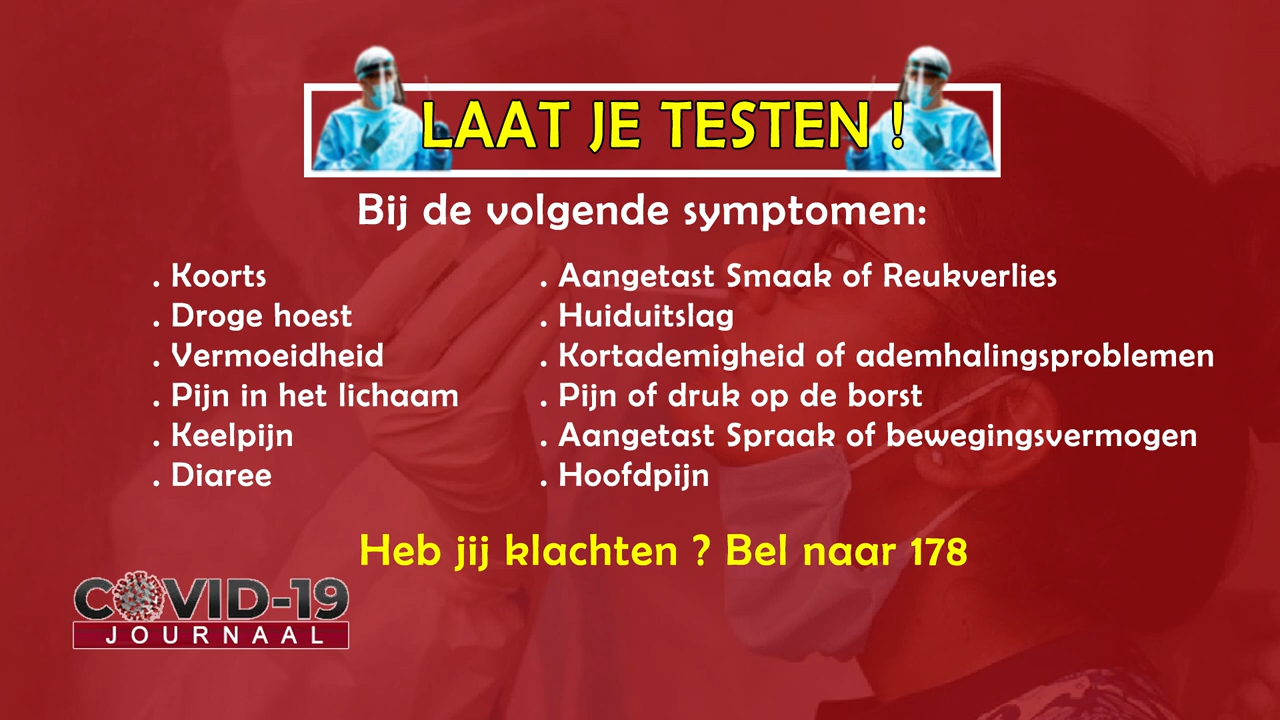 LAAT JE TESTEN !
Bij de volgende symptomen:
. Koorts
. Droge hoest
. Vermoeidheid
. Pijn in het lichaam
. Keelpijn
. Diaree
. Aangetast Smaak of Reukverlies
. Huiduitslag
. Kortademigheid of ademhalingsproblemen
. Pijn of druk op de borst
. Aangetast Spraak of bewegingsvermogen
. Hoofdpijn
Heb jij klachten ? Bel naar 178
COVID-19
JOURNAAL